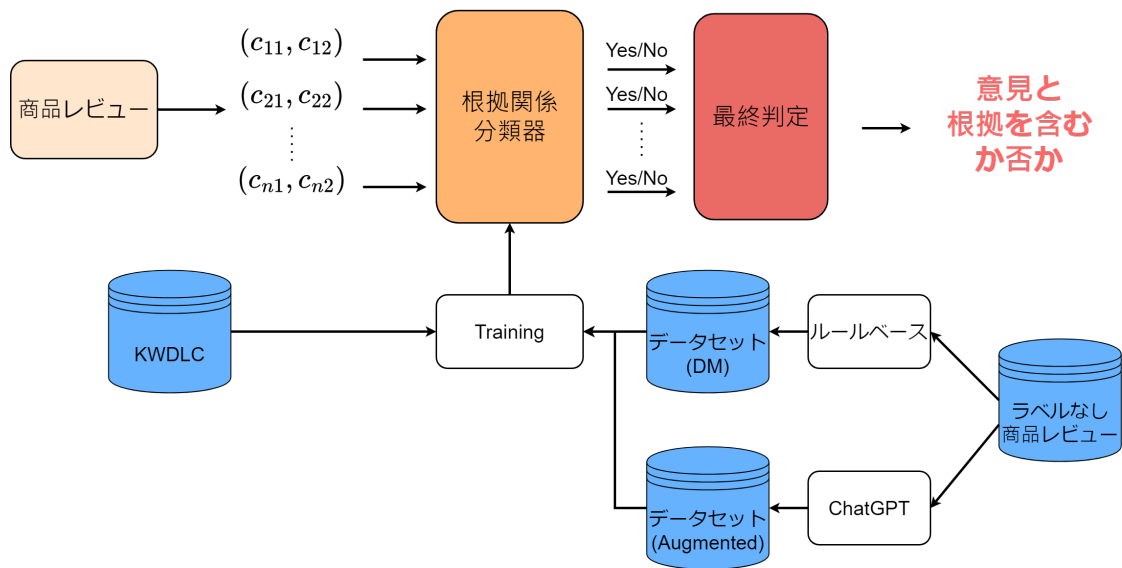 商品レビュー
(c11, c12)
(c21, c22)
(cn1, cn2)
根拠関係
分類器
Yes/No
Yes/No
Yes/No
最終判定
意見と
根拠を含む
か否か
KWDLC
Training
データセット
(DM)
ルールベース
ラベルなし
商品レビュー
データセット
(Augmented)
ChatGPT